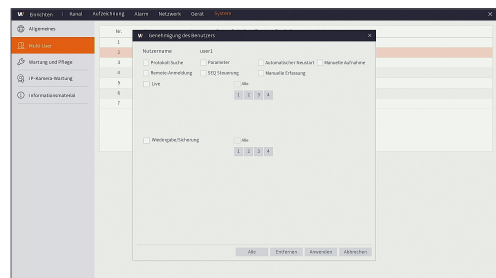 W Einrichten | Kanal Aufzeichnung Alarm Netzwerk Gerät System ×
Allgemeines
Multi-User
Wartung und Pflege
IP-Kamera-Wartung
Informationsmaterial
Nr.
1
2
3
4
5
6
7
W Genehmigung des Benutzers ×
Nutzername user1
Protokoll Suche Parameter Automatischer Neustart Manuelle Aufnahme
Remote-Anmeldung SEQ Steuerung Manuelle Erfassung
Live Alle
1 2 3 4
Wiedergabe/Sicherung Alle
1 2 3 4
Alle Entfernen Anwenden Abbrechen